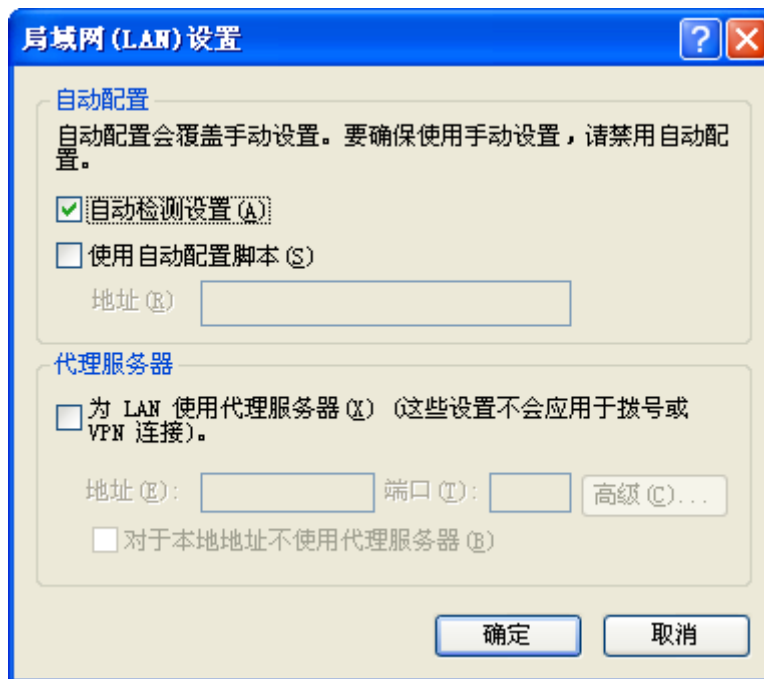 局域网(LAN)设置
自动配置
自动配置会覆盖手动设置。要确保使用手动设置,请禁用自动配
置。
自动检测设置(A)
使用自动配置脚本(S)
地址(R)
代理服务器
为 LAN 使用代理服务器(X) (这些设置不会应用于拨号或
VPN 连接)。
地址(E): 端口(T): 高级(C)...
对于本地地址不使用代理服务器(B)
确定 取消